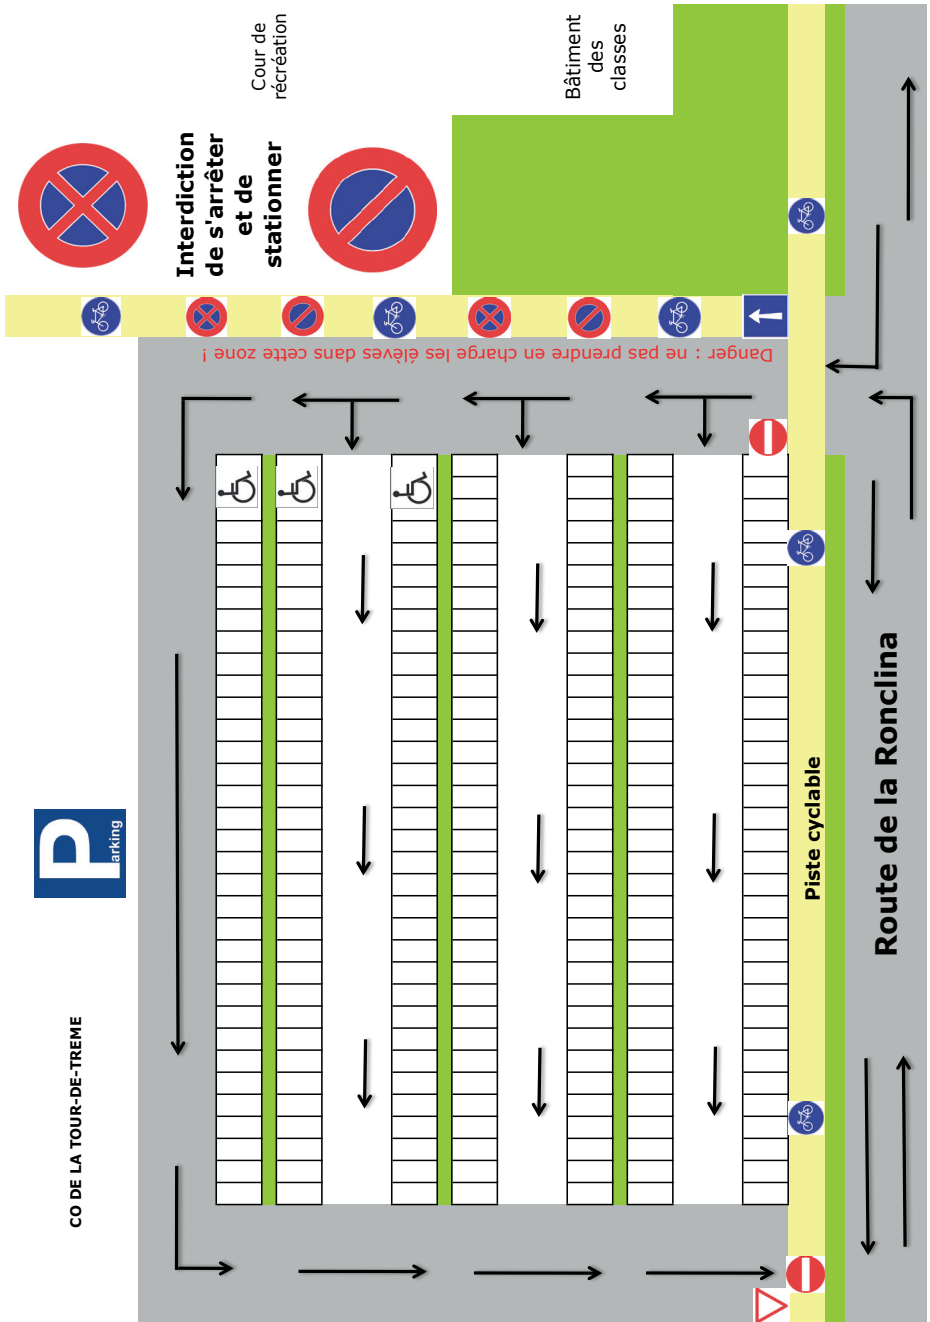 CO DE LA TOUR-DE-TREME
P
arking
Interdiction
de s'arrêter
et de
stationner
Cour de
récréation
Bâtiment
des
classes
Danger : ne pas prendre en charge les élèves dans cette zone !
Piste cyclable
Route de la Ronclina